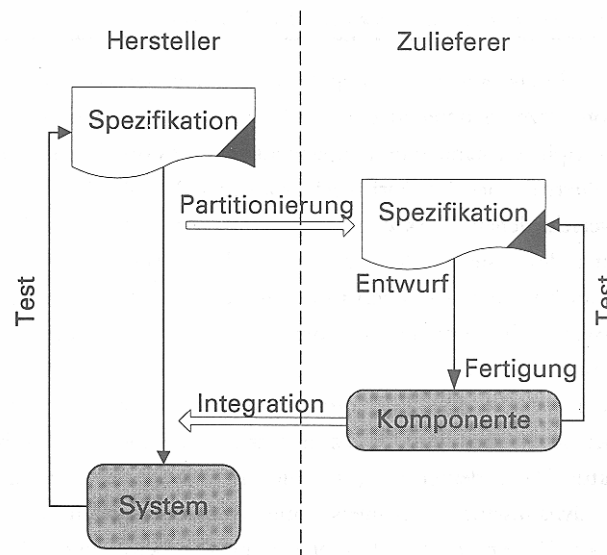 Hersteller
Zulieferer
Spezifikation
Partitionierung
Spezifikation
Entwurf
Test
Test
Fertigung
Integration
Komponente
System